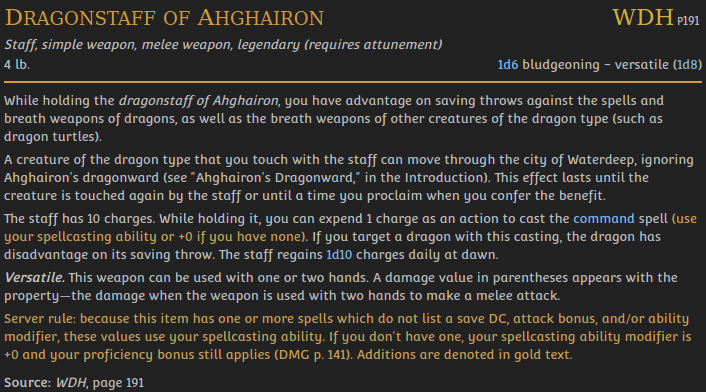 DRAGONSTAFF OF AHGHAIRON WDH P191
Staff, simple weapon, melee weapon, legendary (requires attunement)
4 lb. 1d6 bludgeoning - versatile (1d8)
While holding the dragonstaff of Ahghairon, you have advantage on saving throws against the spells and
breath weapons of dragons, as well as the breath weapons of other creatures of the dragon type (such as
dragon turtles).
A creature of the dragon type that you touch with the staff can move through the city of Waterdeep, ignoring
Ahghairon's dragonward (see "Ahghairon's Dragonward," in the Introduction). This effect lasts until the
creature is touched again by the staff or until a time you proclaim when you confer the benefit.
The staff has 10 charges. While holding it, you can expend 1 charge as an action to cast the command spell (use
your spellcasting ability or +0 if you have none). If you target a dragon with this casting, the dragon has
disadvantage on its saving throw. The staff regains 1d10 charges daily at dawn.
Versatile. This weapon can be used with one or two hands. A damage value in parentheses appears with the
property—the damage when the weapon is used with two hands to make a melee attack.
Server rule: because this item has one or more spells which do not list a save DC, attack bonus, and/or ability
modifier, these values use your spellcasting ability. If you don't have one, your spellcasting ability modifier is
+0 and your proficiency bonus still applies (DMG p. 141). Additions are denoted in gold text.
Source: WDH, page 191